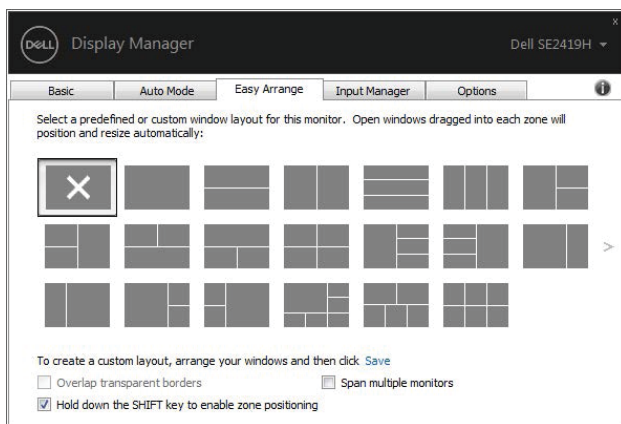 x
DELL Display Manager Dell SE2419H
Basic Auto Mode Easy Arrange Input Manager Options i
Select a predefined or custom window layout for this monitor. Open windows dragged into each zone will
position and resize automatically:
>
To create a custom layout, arrange your windows and then click Save
Overlap transparent borders Span multiple monitors
Hold down the SHIFT key to enable zone positioning